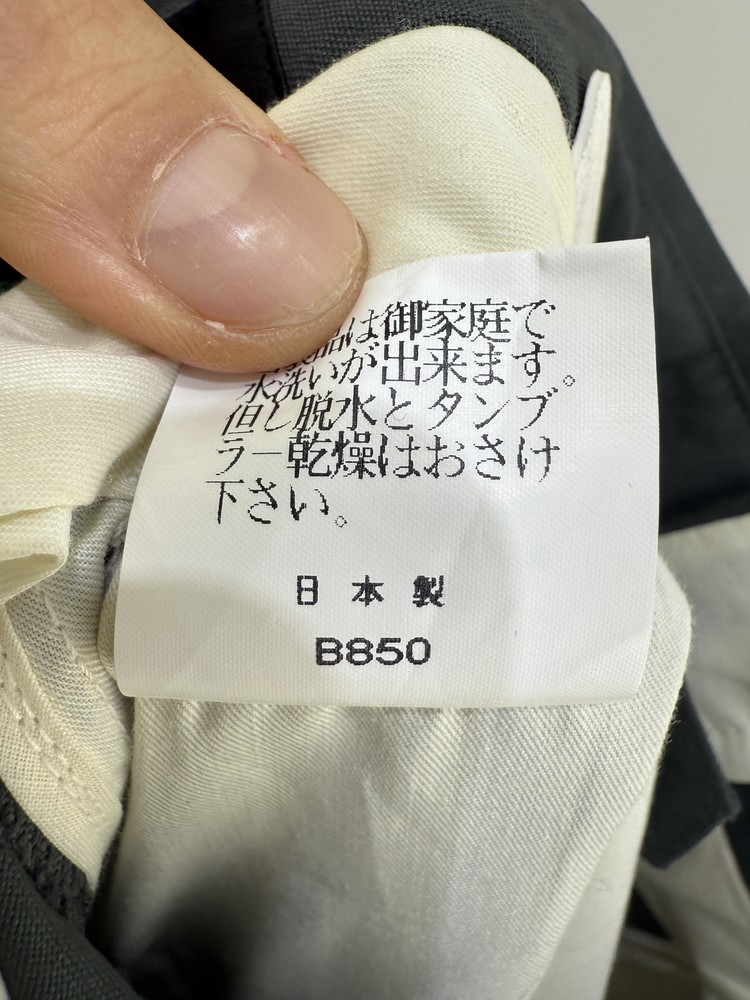 品は御家庭で
水洗いが出来ます。
但し脱水とタンブ
ラー乾燥はおさけ
下さい。
日本製
B850